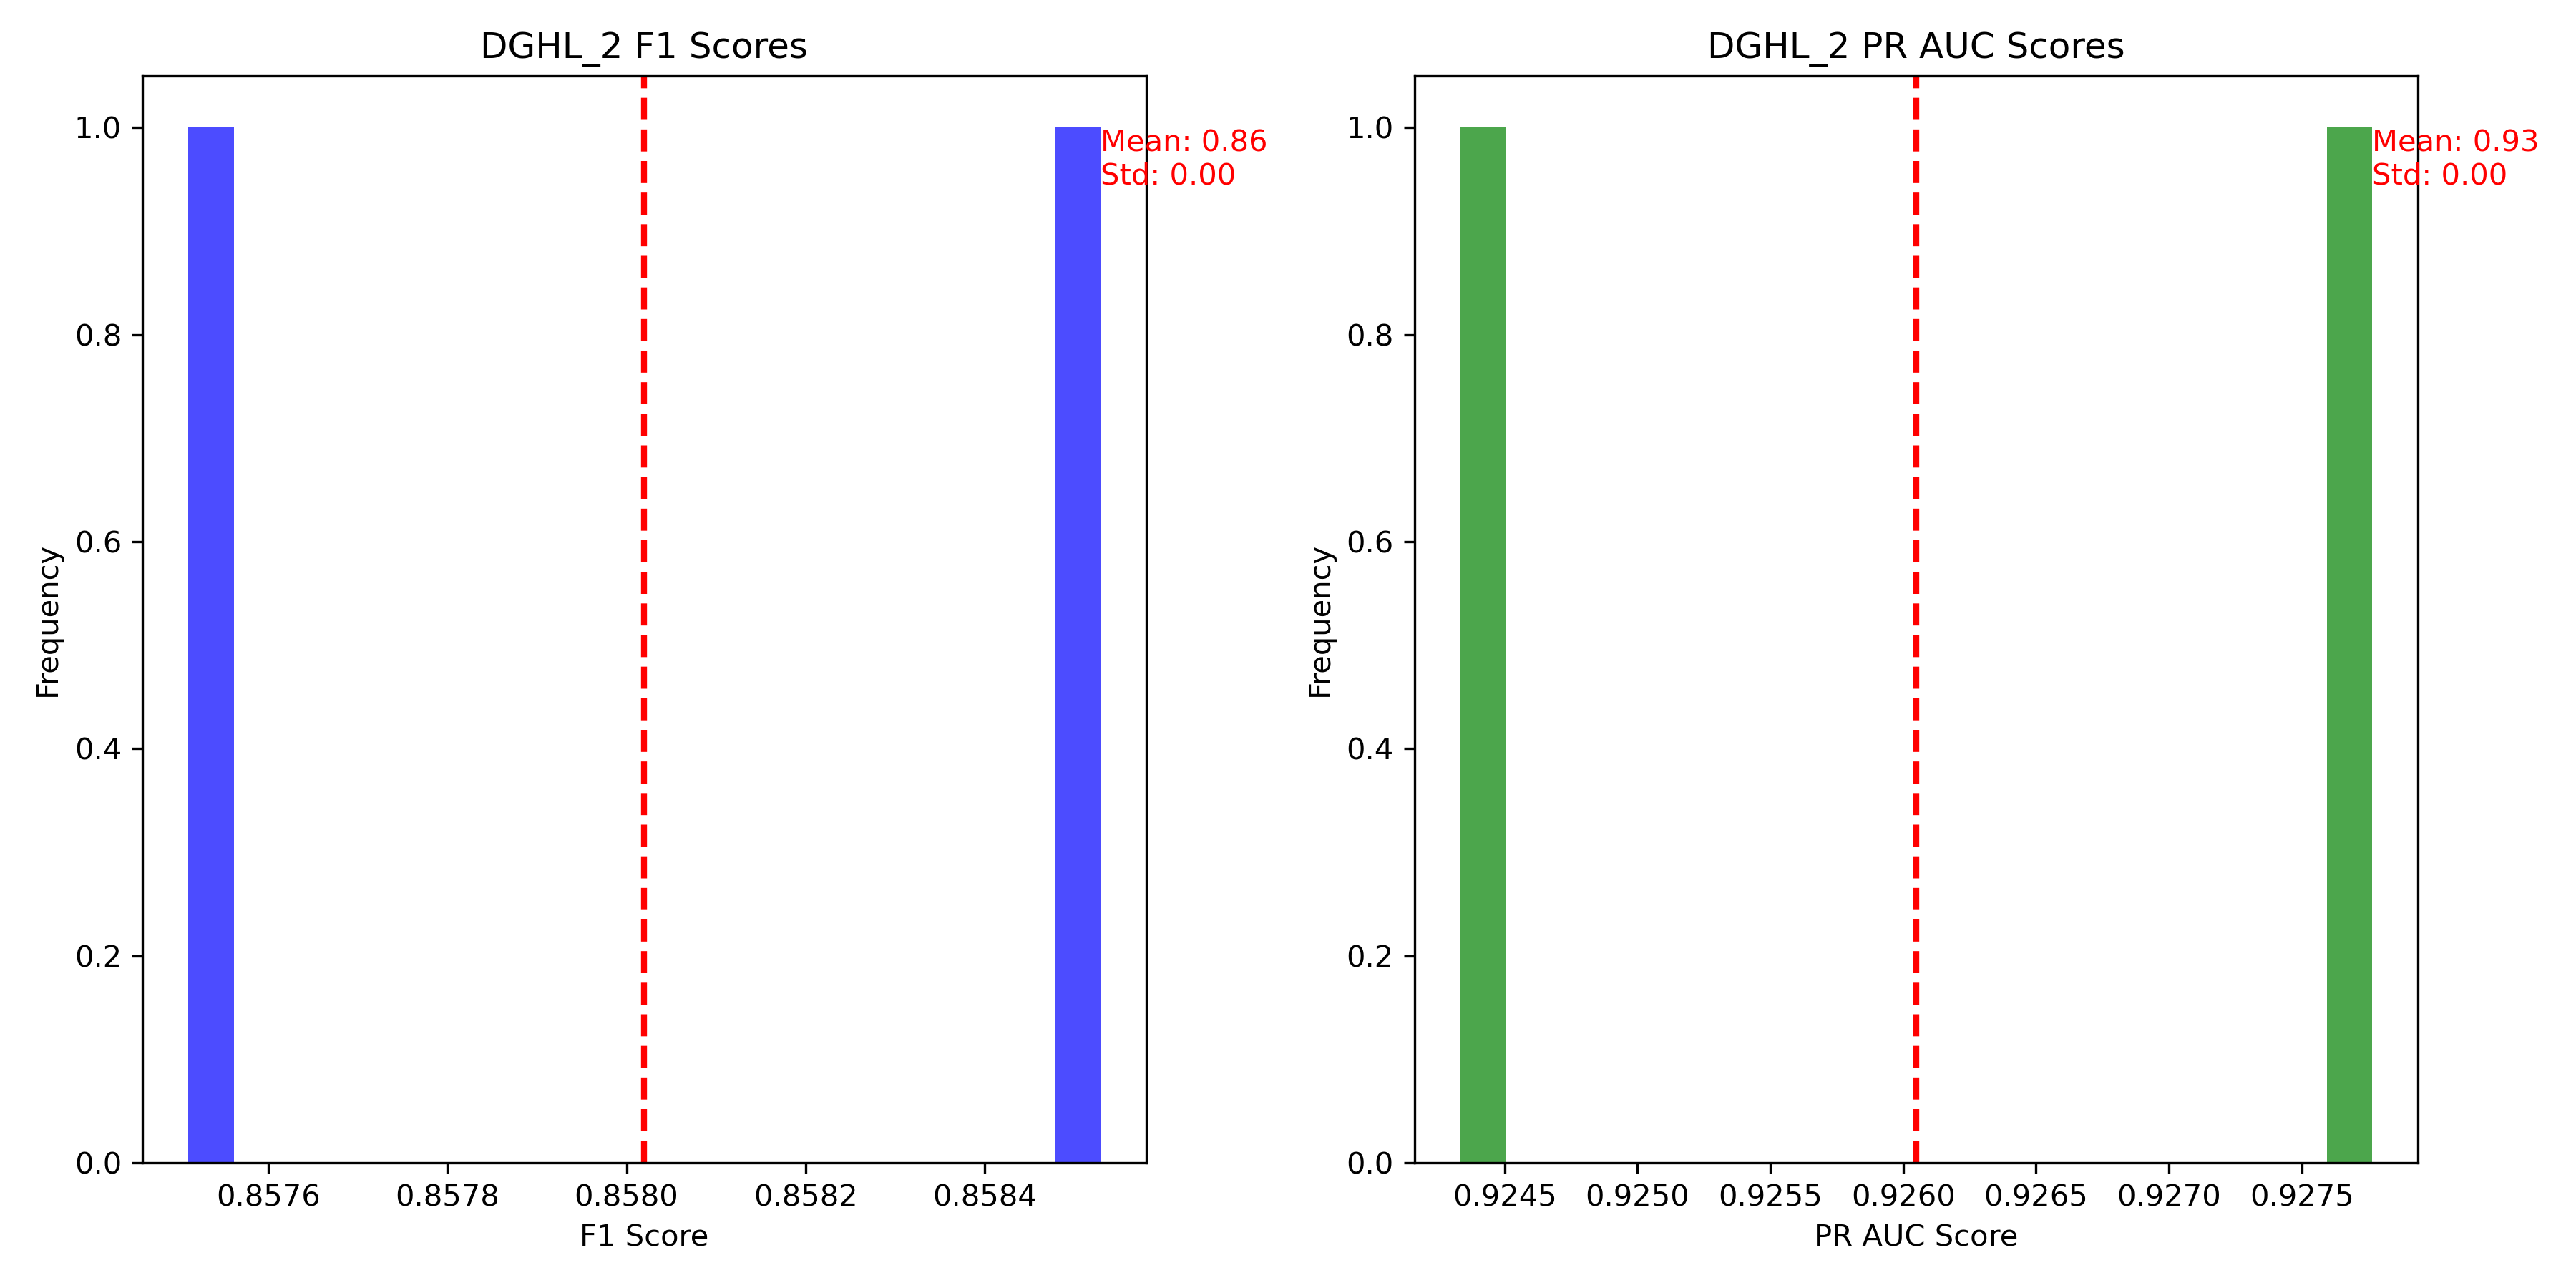 DGHL_2 F1 Scores
1.0
0.8
0.6
0.4
0.2
0.0
Frequency
Mean: 0.86
Std: 0.00
0.8576 0.8578 0.8580 0.8582 0.8584
F1 Score
DGHL_2 PR AUC Scores
1.0
0.8
0.6
0.4
0.2
0.0
Frequency
Mean: 0.93
Std: 0.00
0.9245 0.9250 0.9255 0.9260 0.9265 0.9270 0.9275
PR AUC Score